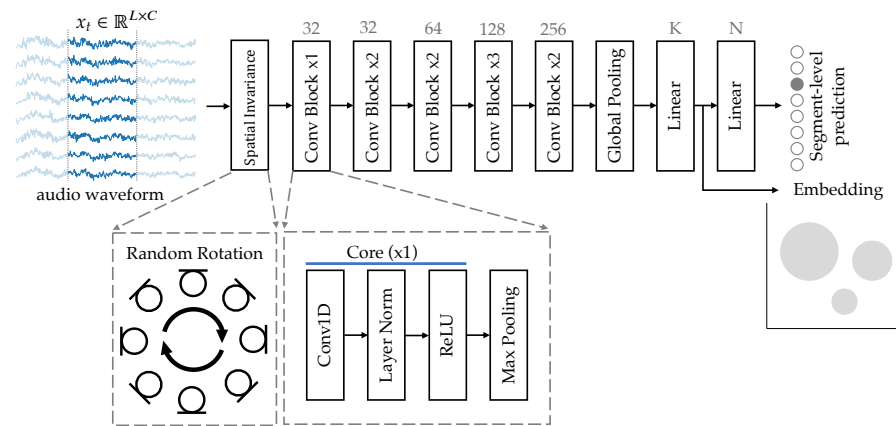 x_t ∈ ℝ^{L×C}
audio waveform
Spatial Invariance
32
Conv Block x1
32
Conv Block x2
64
Conv Block x2
128
Conv Block x3
256
Conv Block x2
Global Pooling
K
Linear
N
Linear
Segment-level
prediction
Embedding
Random Rotation
Core (x1)
Conv1D
Layer Norm
ReLU
Max Pooling